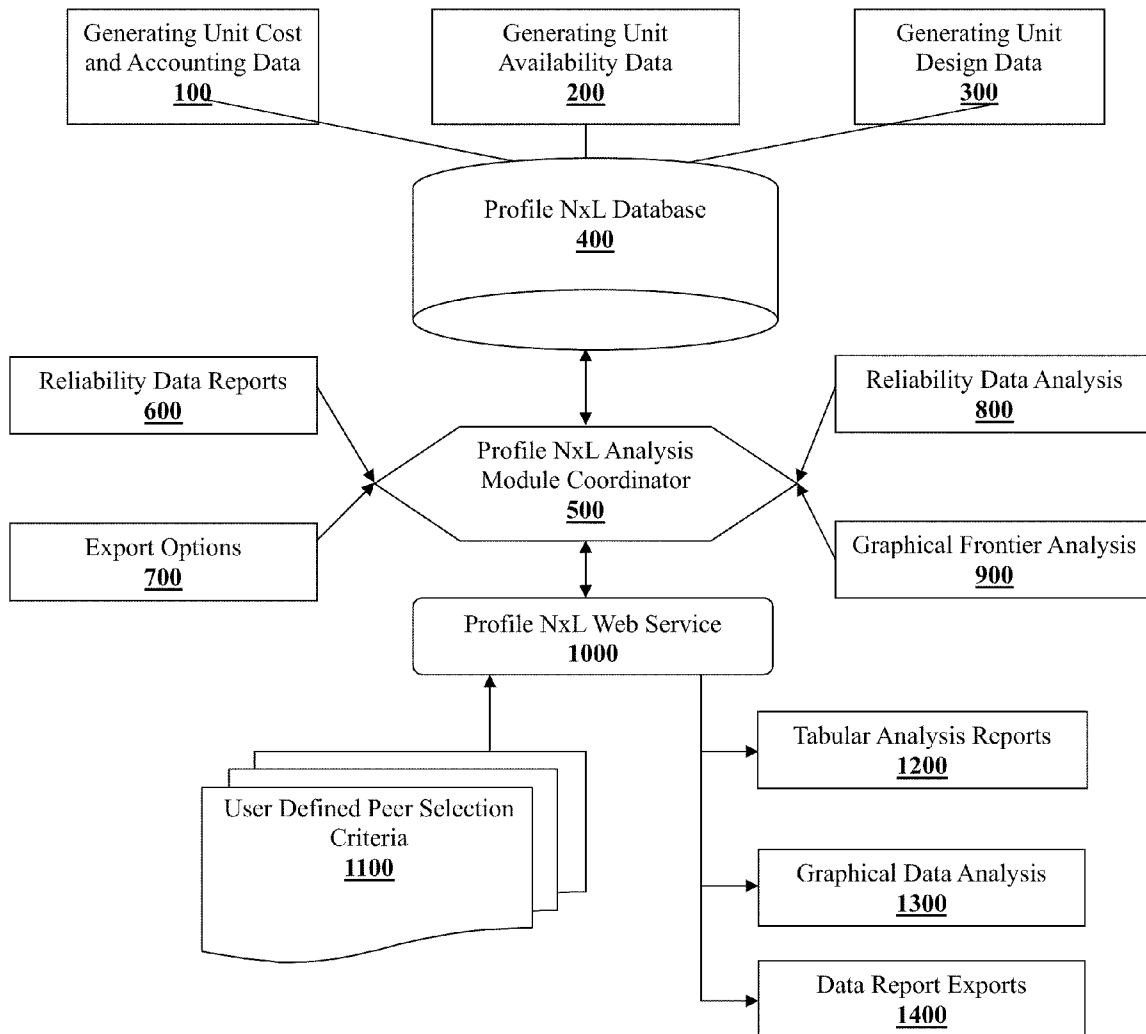 Generating Unit Cost
and Accounting Data
100
Generating Unit
Availability Data
200
Generating Unit
Design Data
300
Profile NxL Database
400
Reliability Data Reports
600
Reliability Data Analysis
800
Profile NxL Analysis
Module Coordinator
500
Export Options
700
Graphical Frontier Analysis
900
Profile NxL Web Service
1000
User Defined Peer Selection
Criteria
1100
Tabular Analysis Reports
1200
Graphical Data Analysis
1300
Data Report Exports
1400